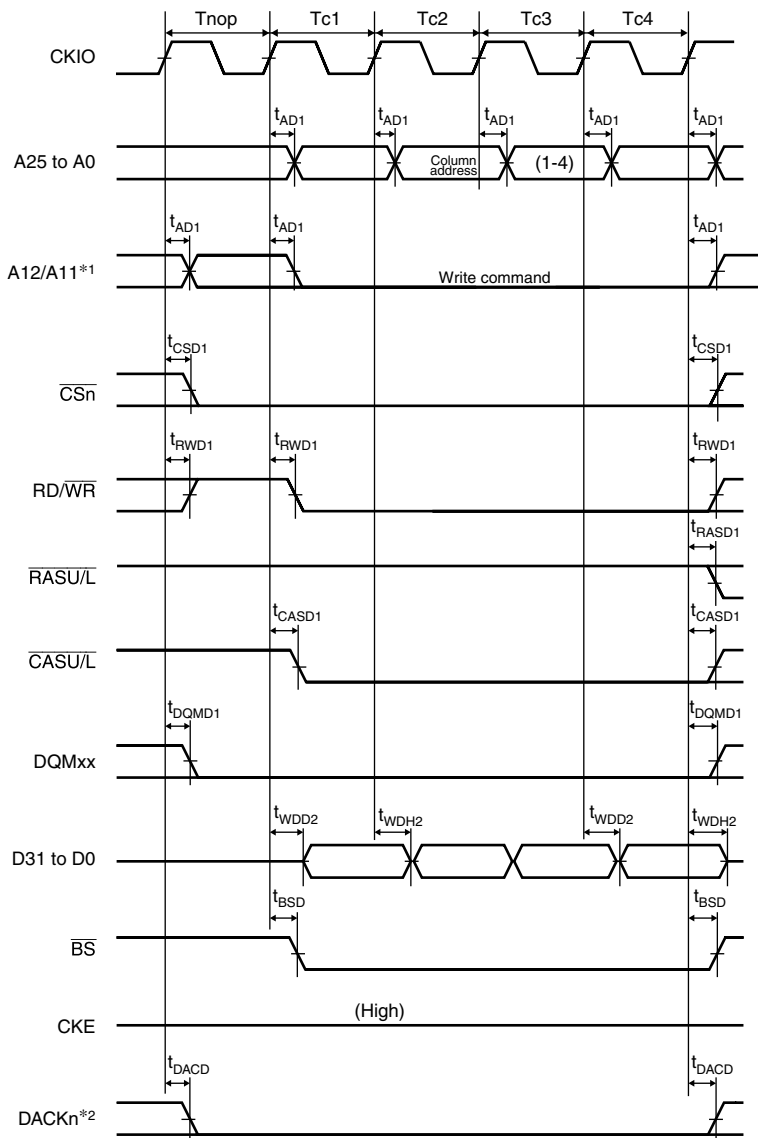 Tnop Tc1 Tc2 Tc3 Tc4
CKIO
tAD1 tAD1 tAD1 tAD1 tAD1
A25 to A0
Column
address
(1-4)
tAD1 tAD1 tAD1
A12/A11*1
Write command
tCSD1 tCSD1
CSn
tRWD1 tRWD1 tRWD1
RD/WR
tRASD1
RASU/L
tCASD1 tCASD1
CASU/L
tDQMD1 tDQMD1
DQMxx
tWDD2 tWDH2 tWDD2 tWDH2
D31 to D0
tBSD tBSD
BS
(High)
CKE
tDACD tDACD
DACKn*2